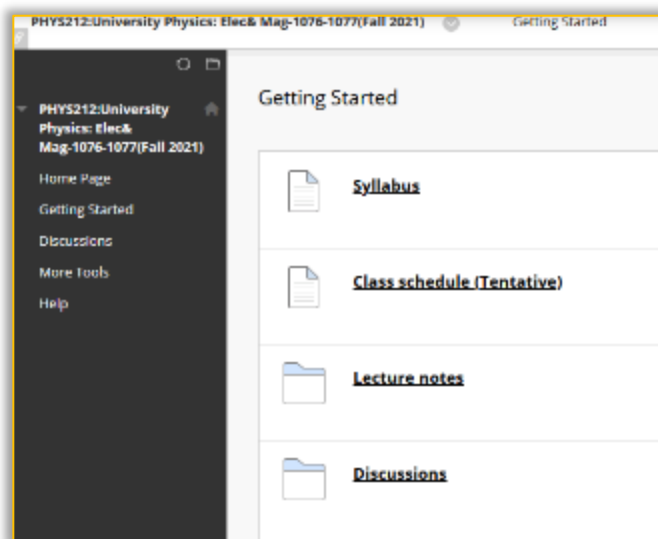 PHYS212:University Physics: Elec& Mag-1076-1077(Fall 2021) Getting Started
PHYS212:University
Physics: Elec&
Mag-1076-1077(Fall 2021)
Home Page
Getting Started
Discussions
More Tools
Help
Getting Started
Syllabus
Class schedule (Tentative)
Lecture notes
Discussions